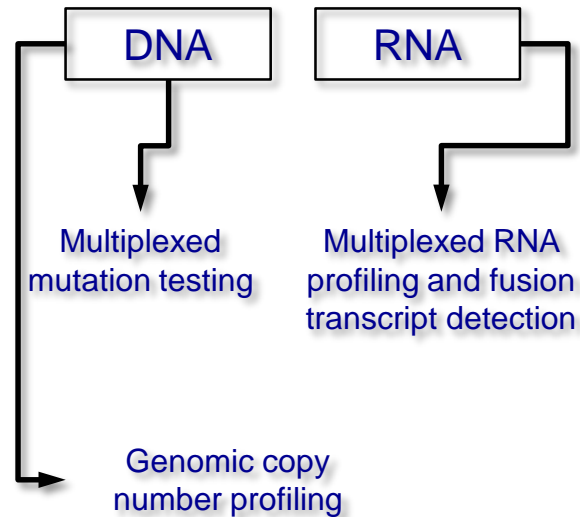 DNA
RNA
Multiplexed
mutation testing
Multiplexed RNA
profiling and fusion
transcript detection
Genomic copy
number profiling